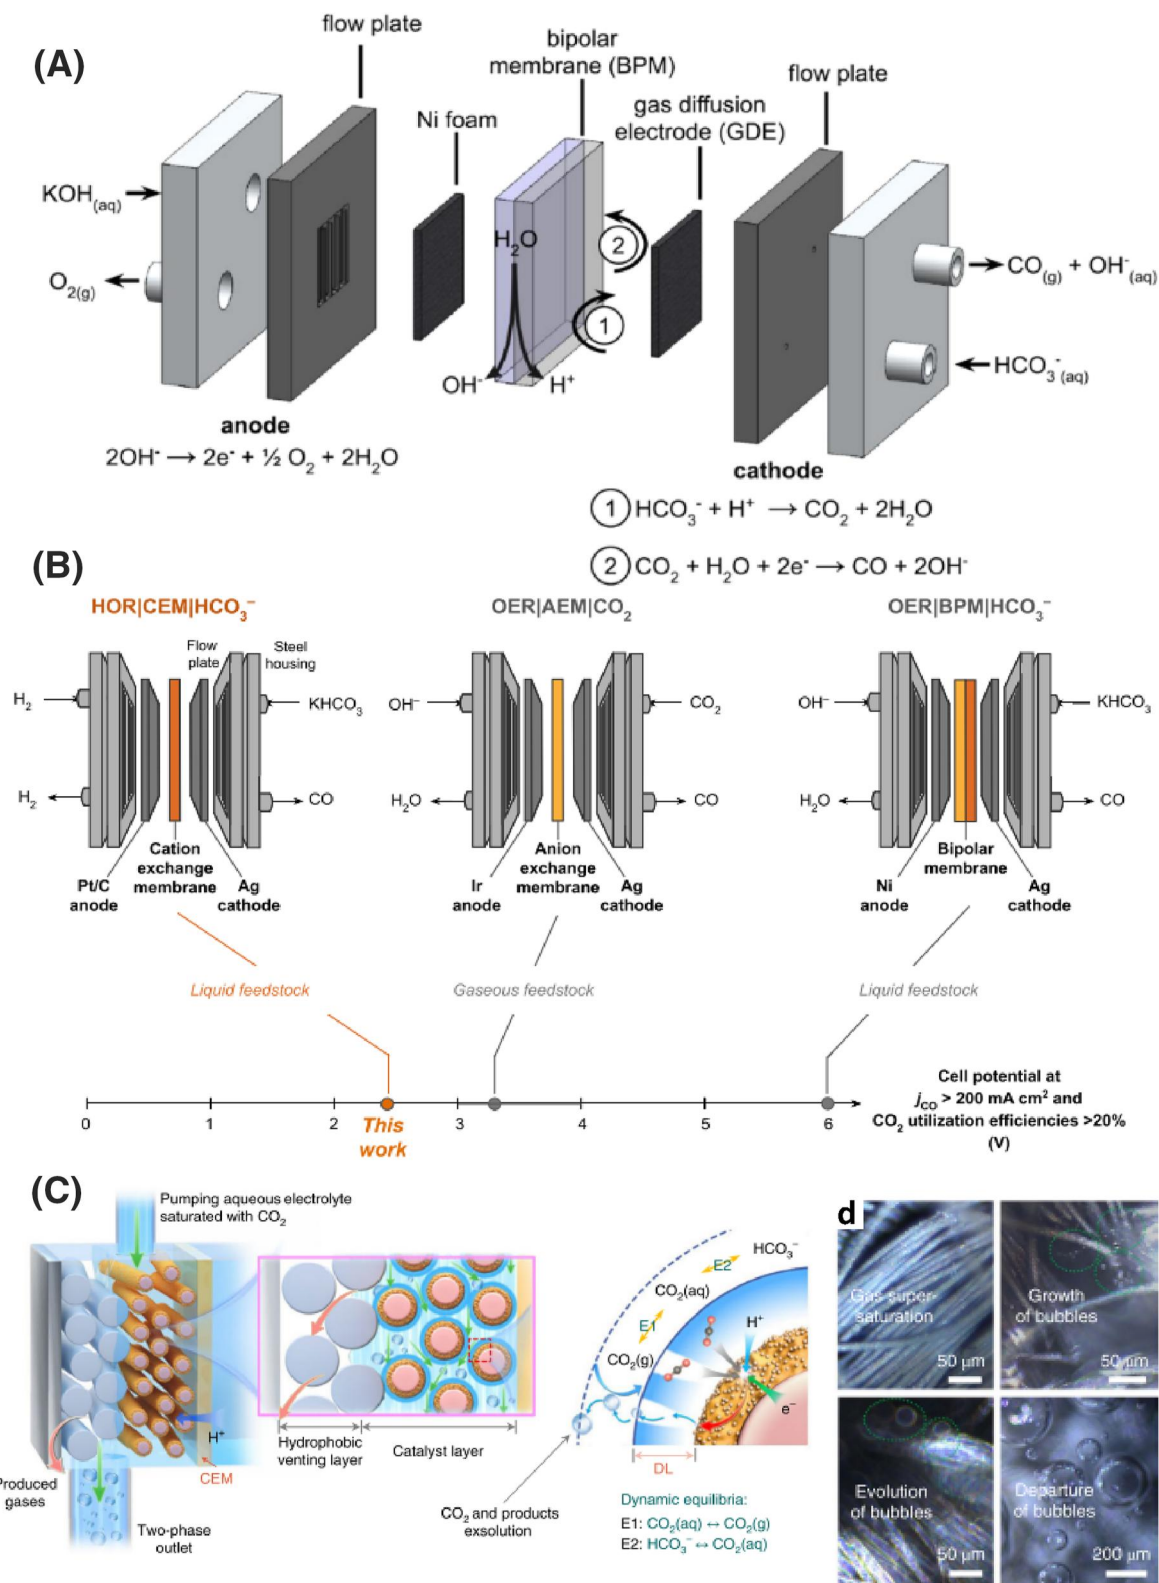 (A)
flow plate
bipolar
membrane (BPM)
flow plate
gas diffusion
electrode (GDE)
Ni foam
KOH(aq)
O2(g)
H2O
2
1
OH-
H+
CO(g) + OH-(aq)
HCO3-(aq)
anode
2OH- → 2e- + ½ O2 + 2H2O
cathode
1 HCO3- + H+ → CO2 + 2H2O
2 CO2 + H2O + 2e- → CO + 2OH-
(B)
HOR|CEM|HCO3−
OER|AEM|CO2
OER|BPM|HCO3−
Flow
plate
Steel
housing
H2
KHCO3
H2
CO
OH−
CO2
H2O
CO
OH−
KHCO3
H2O
CO
Pt/C
anode
Cation
exchange
membrane
Ag
cathode
Ir
anode
Anion
exchange
membrane
Ag
cathode
Ni
anode
Bipolar
membrane
Ag
cathode
Liquid feedstock
Gaseous feedstock
Liquid feedstock
0 1 2 3 4 5 6
This
work
Cell potential at
jCO > 200 mA cm2 and
CO2 utilization efficiencies >20%
(V)
(C)
Pumping aqueous electrolyte
saturated with CO2
H+
CEM
Produced
gases
Two-phase
outlet
Hydrophobic
venting layer
Catalyst layer
CO2 and products
exsolution
HCO3−
E2
CO2(aq)
E1
CO2(g)
H+
e−
DL
Dynamic equilibria:
E1: CO2(aq) ↔ CO2(g)
E2: HCO3− ↔ CO2(aq)
d
Gas super-
saturation
50 μm
Growth
of bubbles
50 μm
Evolution
of bubbles
50 μm
Departure
of bubbles
200 μm